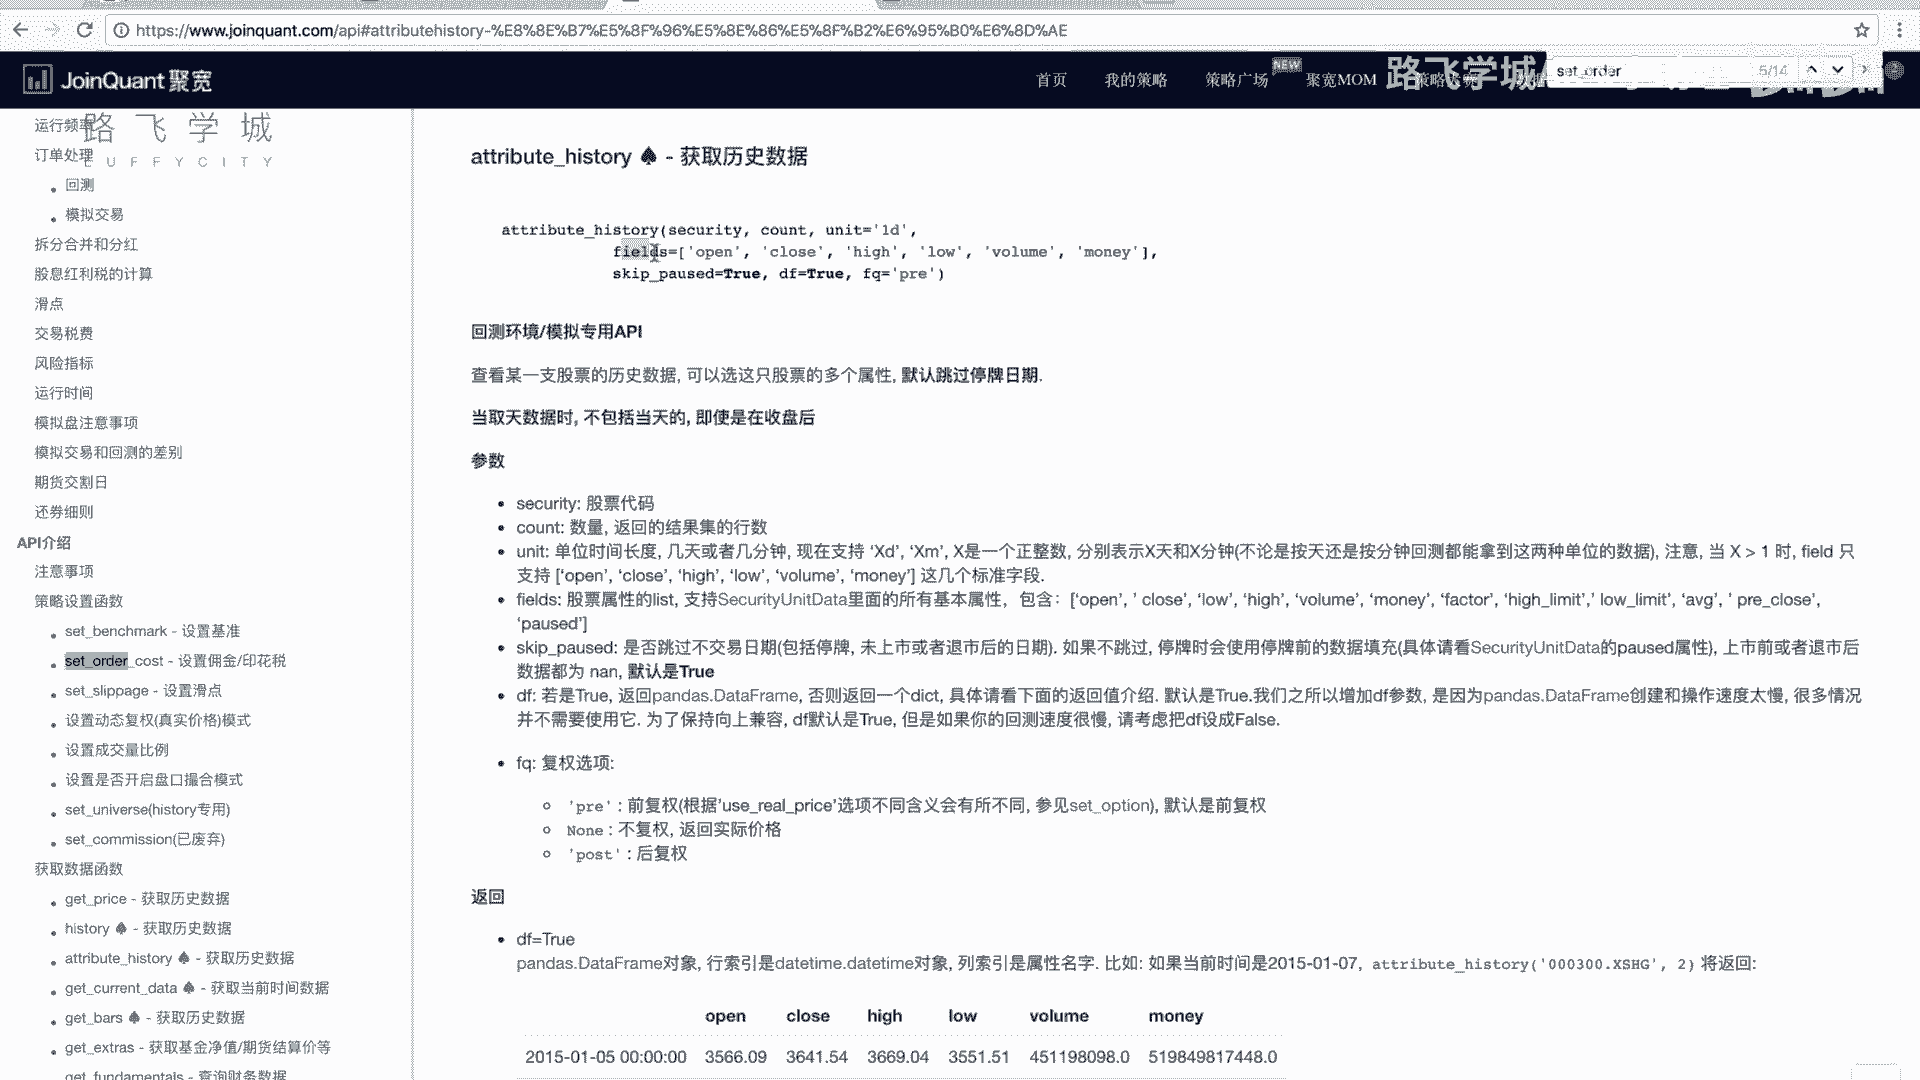 https://www.joinquant.com/api#attributehistory-%E8%8E%B7%E5%8F%96%E5%8E%86%E5%8F%B2%E6%95%B0%E6%8D%AE
JoinQuant 聚宽
首页
我的策略
策略广场
NEW
聚宽MOM
路飞学城
set_order
5/14
路飞学城
LUFFYCITY
运行频率
订单处理
回测
模拟交易
拆分合并和分红
股息红利税的计算
滑点
交易税费
风险指标
运行时间
模拟盘注意事项
模拟交易和回测的差别
期货交割日
还券细则
API介绍
注意事项
策略设置函数
set_benchmark - 设置基准
set_order_cost - 设置佣金/印花税
set_slippage - 设置滑点
设置动态复权(真实价格)模式
设置成交量比例
设置是否开启盘口撮合模式
set_universe(history专用)
set_commission(已废弃)
获取数据函数
get_price - 获取历史数据
history ♠ - 获取历史数据
attribute_history ♠ - 获取历史数据
get_current_data ♠ - 获取当前时间数据
get_bars ♠ - 获取历史数据
get_extras - 获取基金净值/期货结算价等
get_fundamentals - 查询财务数据
attribute_history ♠ - 获取历史数据
attribute_history(security, count, unit='1d',
fields=['open', 'close', 'high', 'low', 'volume', 'money'],
skip_paused=True, df=True, fq='pre')
回测环境/模拟专用API
查看某一支股票的历史数据, 可以选这只股票的多个属性, 默认跳过停牌日期.
当取天数据时, 不包括当天的, 即使是在收盘后
参数
security: 股票代码
count: 数量, 返回的结果集的行数
unit: 单位时间长度, 几天或者几分钟, 现在支持 ‘Xd’, ‘Xm’, X是一个正整数, 分别表示X天和X分钟(不论是按天还是按分钟回测都能拿到这两种单位的数据), 注意, 当 X > 1 时, field 只
支持 [‘open’, ‘close’, ‘high’, ‘low’, ‘volume’, ‘money’] 这几个标准字段.
fields: 股票属性的list, 支持SecurityUnitData里面的所有基本属性，包含：[‘open’, ’ close’, ‘low’, ‘high’, ‘volume’, ‘money’, ‘factor’, ‘high_limit’,’ low_limit’, ‘avg’, ’ pre_close’,
‘paused’]
skip_paused: 是否跳过不交易日期(包括停牌, 未上市或者退市后的日期). 如果不跳过, 停牌时会使用停牌前的数据填充(具体请看SecurityUnitData的paused属性), 上市前或者退市后
数据都为 nan, 默认是True
df: 若是True, 返回pandas.DataFrame, 否则返回一个dict, 具体请看下面的返回值介绍. 默认是True.我们之所以增加df参数, 是因为pandas.DataFrame创建和操作速度太慢, 很多情况
并不需要使用它. 为了保持向上兼容, df默认是True, 但是如果你的回测速度很慢, 请考虑把df设成False.
fq: 复权选项:
'pre' : 前复权(根据’use_real_price’选项不同含义会有所不同, 参见set_option), 默认是前复权
None : 不复权, 返回实际价格
'post' : 后复权
返回
df=True
pandas.DataFrame对象, 行索引是datetime.datetime对象, 列索引是属性名字. 比如: 如果当前时间是2015-01-07, attribute_history('000300.XSHG', 2) 将返回:
open close high low volume money
2015-01-05 00:00:00 3566.09 3641.54 3669.04 3551.51 451198098.0 519849817448.0